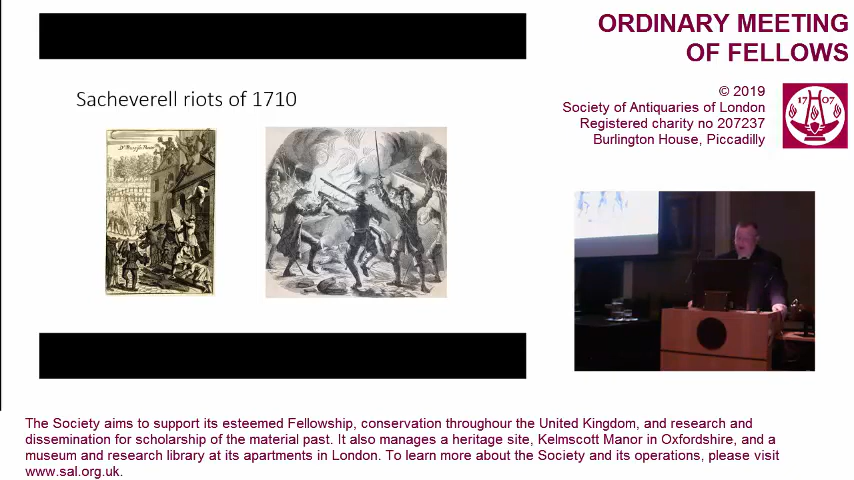 ORDINARY MEETING
OF FELLOWS
© 2019
Society of Antiquaries of London
Registered charity no 207237
Burlington House, Piccadilly
17 07
Sacheverell riots of 1710
The Society aims to support its esteemed Fellowship, conservation throughour the United Kingdom, and research and
dissemination for scholarship of the material past. It also manages a heritage site, Kelmscott Manor in Oxfordshire, and a
museum and research library at its apartments in London. To learn more about the Society and its operations, please visit
www.sal.org.uk.